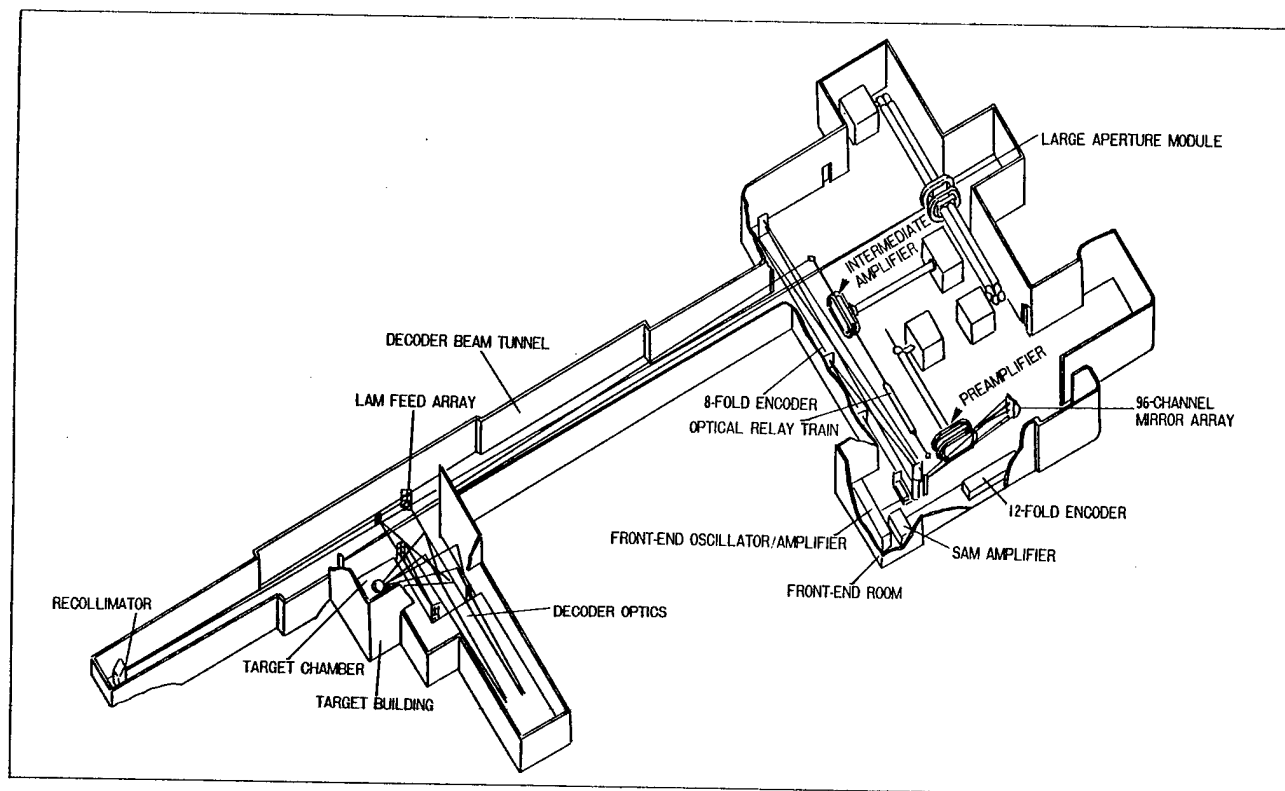 LARGE APERTURE MODULE
INTERMEDIATE
AMPLIFIER
DECODER BEAM TUNNEL
PREAMPLIFIER
LAM FEED ARRAY
8-FOLD ENCODER
OPTICAL RELAY TRAIN
96-CHANNEL
MIRROR ARRAY
12-FOLD ENCODER
FRONT-END OSCILLATOR/AMPLIFIER
SAM AMPLIFIER
FRONT-END ROOM
RECOLLIMATOR
DECODER OPTICS
TARGET CHAMBER
TARGET BUILDING